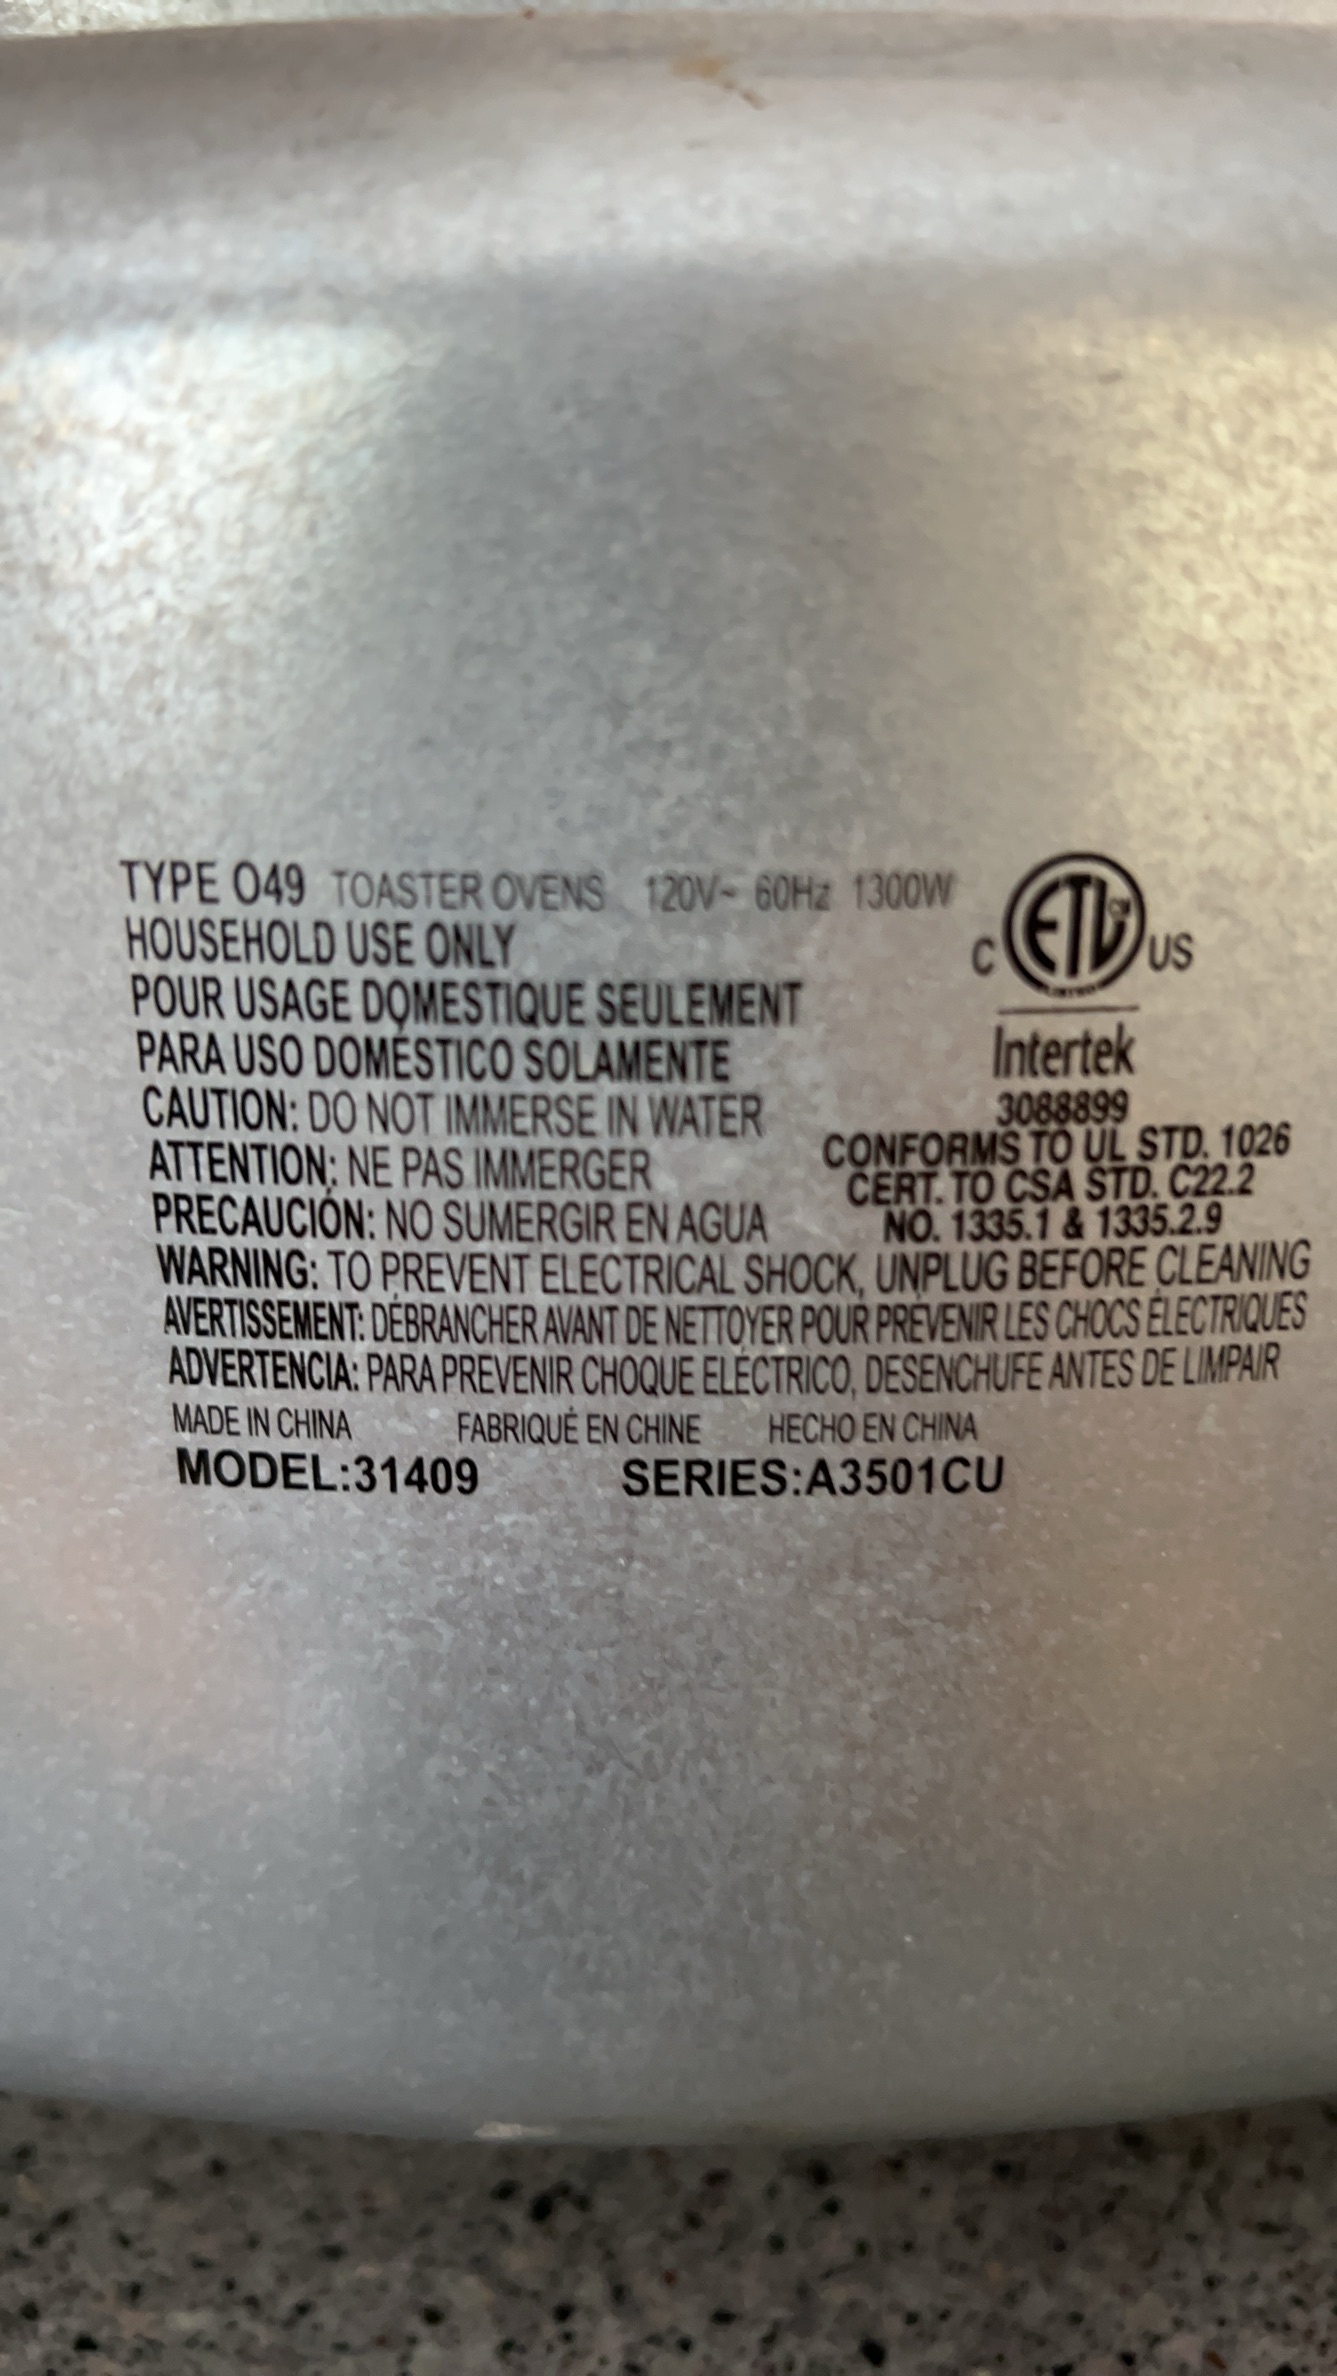 TYPE O49 TOASTER OVENS 120V~ 60Hz 1300W
HOUSEHOLD USE ONLY
POUR USAGE DOMESTIQUE SEULEMENT
PARA USO DOMÉSTICO SOLAMENTE
CAUTION: DO NOT IMMERSE IN WATER
ATTENTION: NE PAS IMMERGER
PRECAUCIÓN: NO SUMERGIR EN AGUA
C ETL CM US
Intertek
3088899
CONFORMS TO UL STD. 1026
CERT. TO CSA STD. C22.2
NO. 1335.1 & 1335.2.9
WARNING: TO PREVENT ELECTRICAL SHOCK, UNPLUG BEFORE CLEANING
AVERTISSEMENT: DÉBRANCHER AVANT DE NETTOYER POUR PRÉVENIR LES CHOCS ÉLECTRIQUES
ADVERTENCIA: PARA PREVENIR CHOQUE ELÉCTRICO, DESENCHUFE ANTES DE LIMPAIR
MADE IN CHINA FABRIQUÉ EN CHINE HECHO EN CHINA
MODEL:31409 SERIES:A3501CU